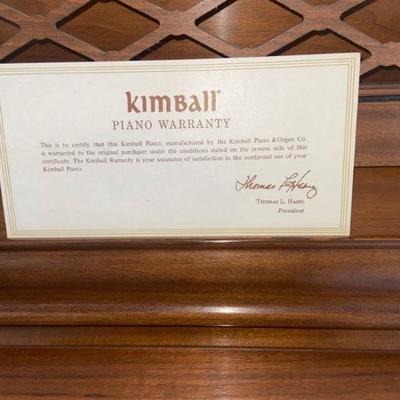 KIMBALL®
PIANO WARRANTY
This is to certify that this Kimball Piano, manufactured by the Kimball Piano & Organ Co.
is warranted to the original purchaser under the conditions stated on the reverse side of this
certificate. The Kimball Warranty is your assurance of satisfaction in the continued use of your
Kimball Piano.
Thomas L. Habig
THOMAS L. HABIG
President